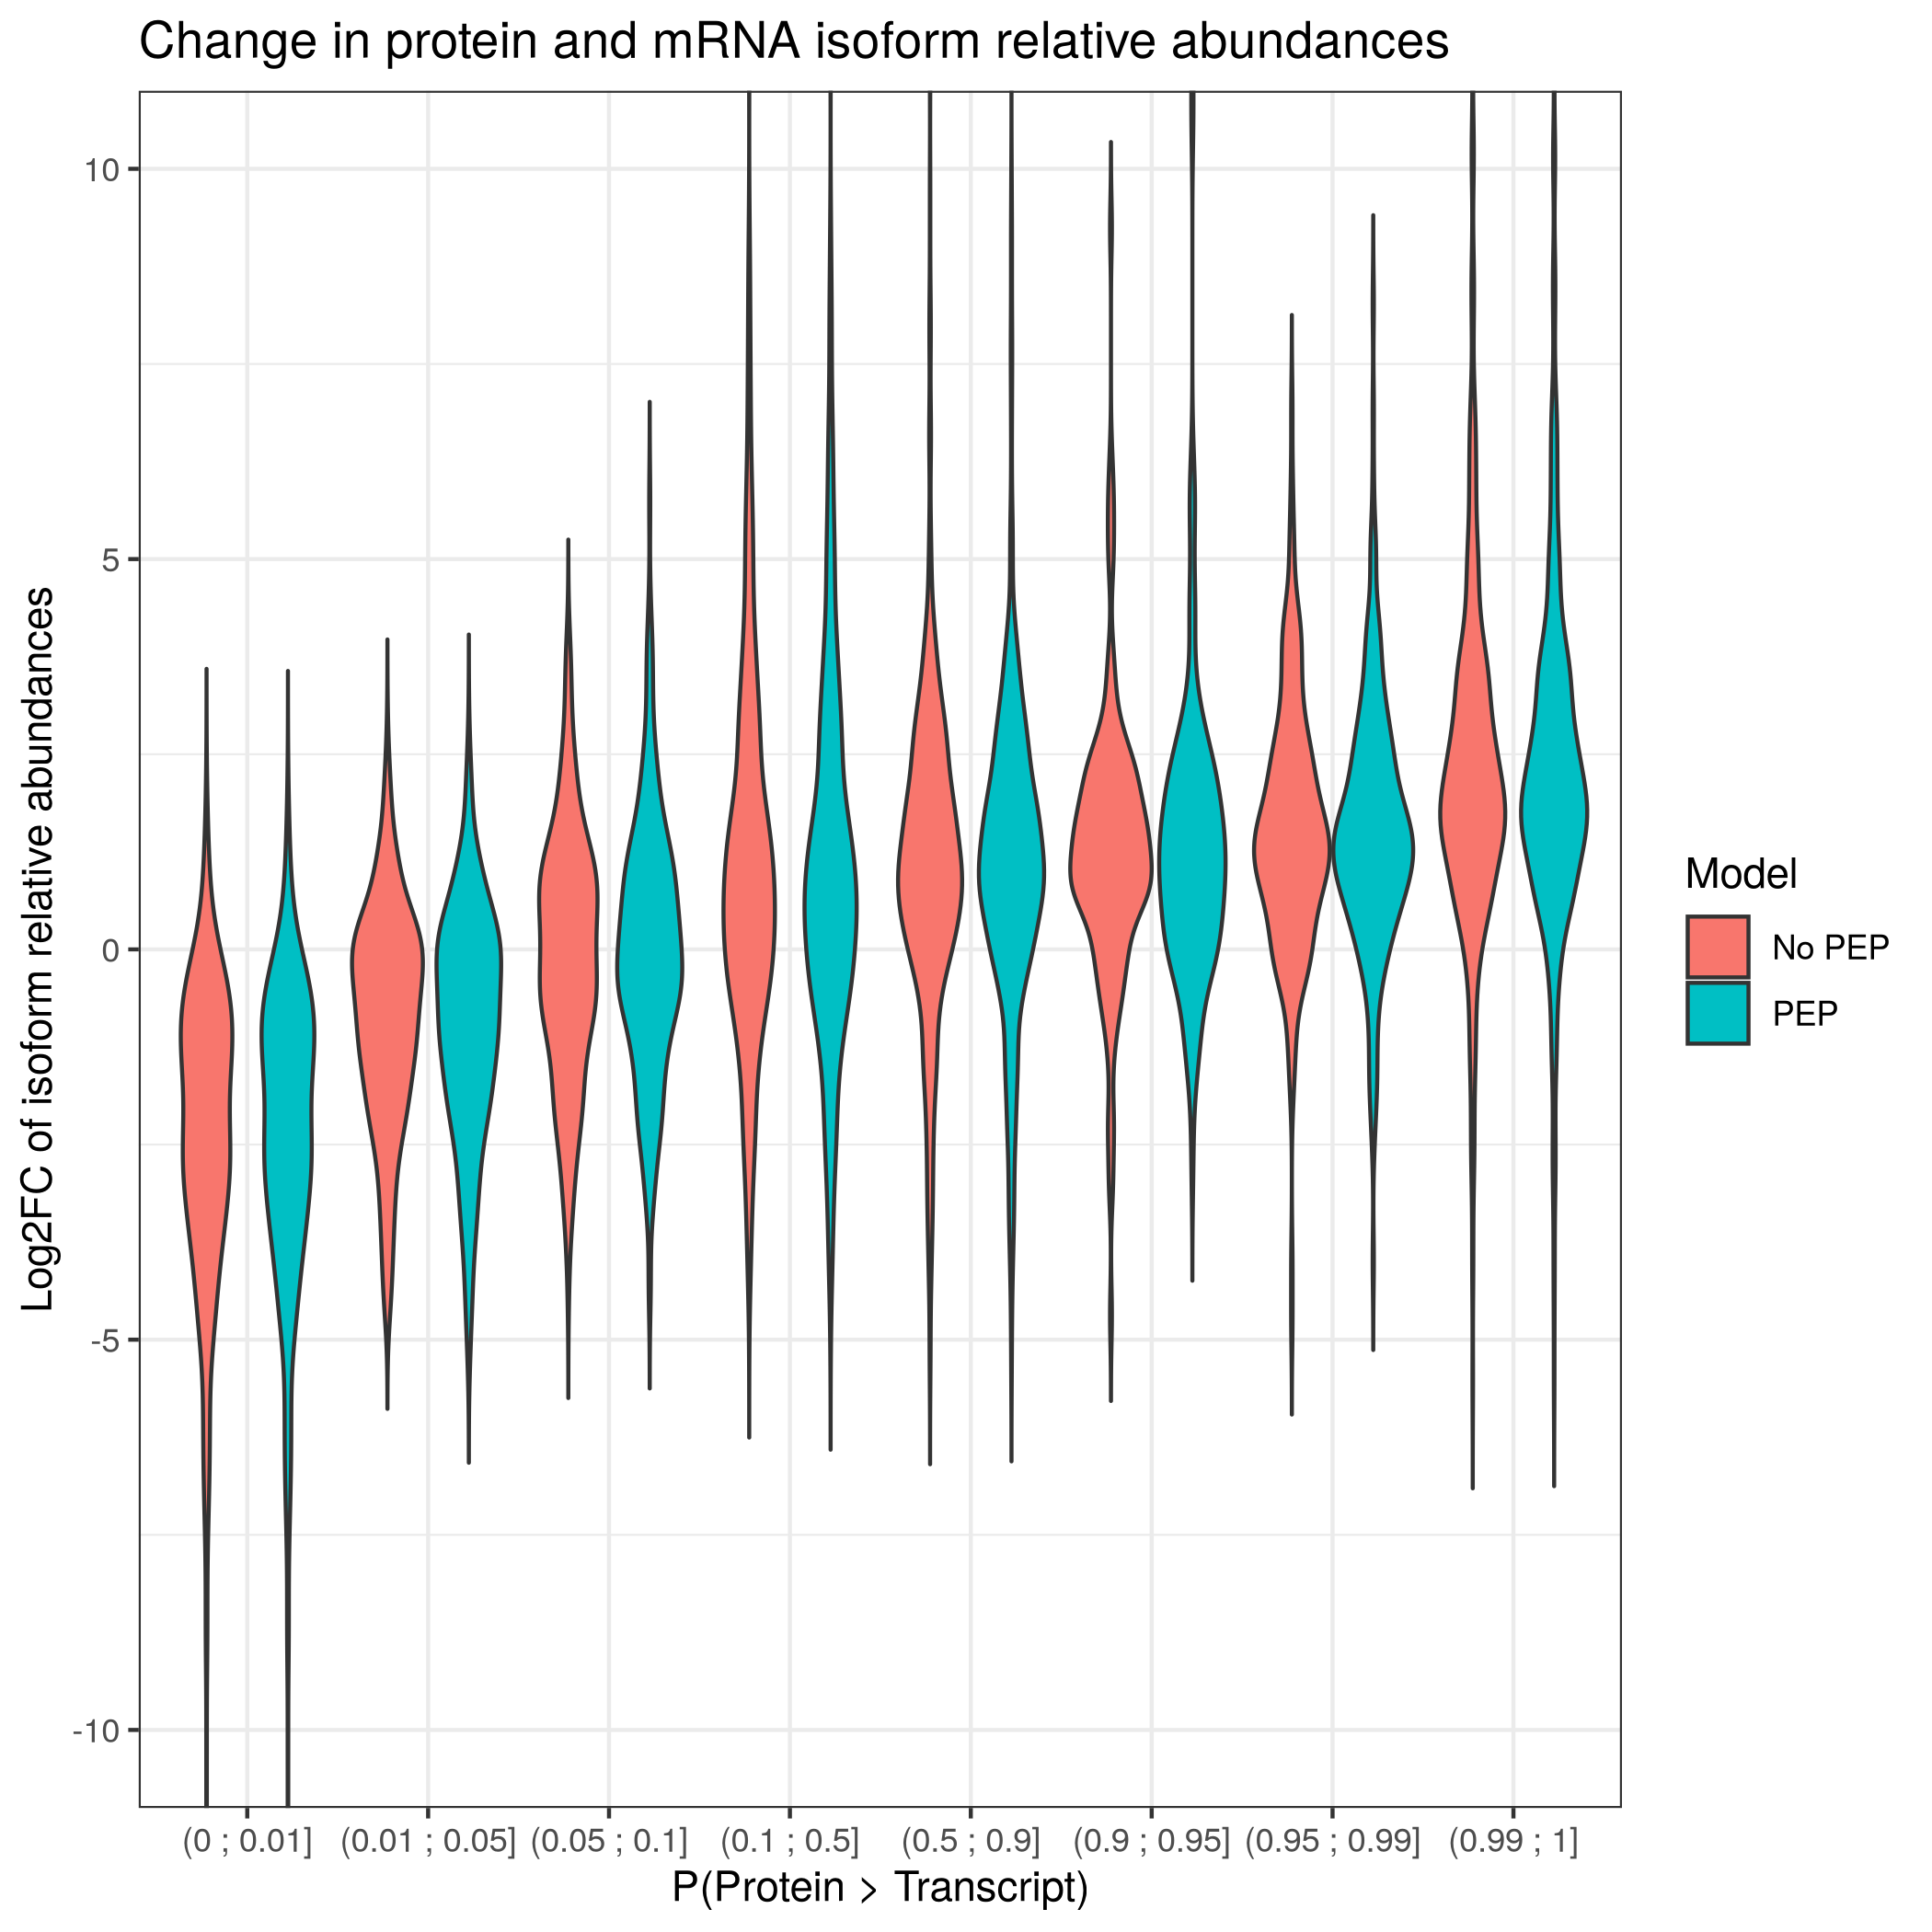 Change in protein and mRNA isoform relative abundances
Log2FC of isoform relative abundances
10
5
0
-5
-10
(0 ; 0.01]
(0.01 ; 0.05]
(0.05 ; 0.1]
(0.1 ; 0.5]
(0.5 ; 0.9]
(0.9 ; 0.95]
(0.95 ; 0.99]
(0.99 ; 1]
P(Protein > Transcript)
Model
No PEP
PEP